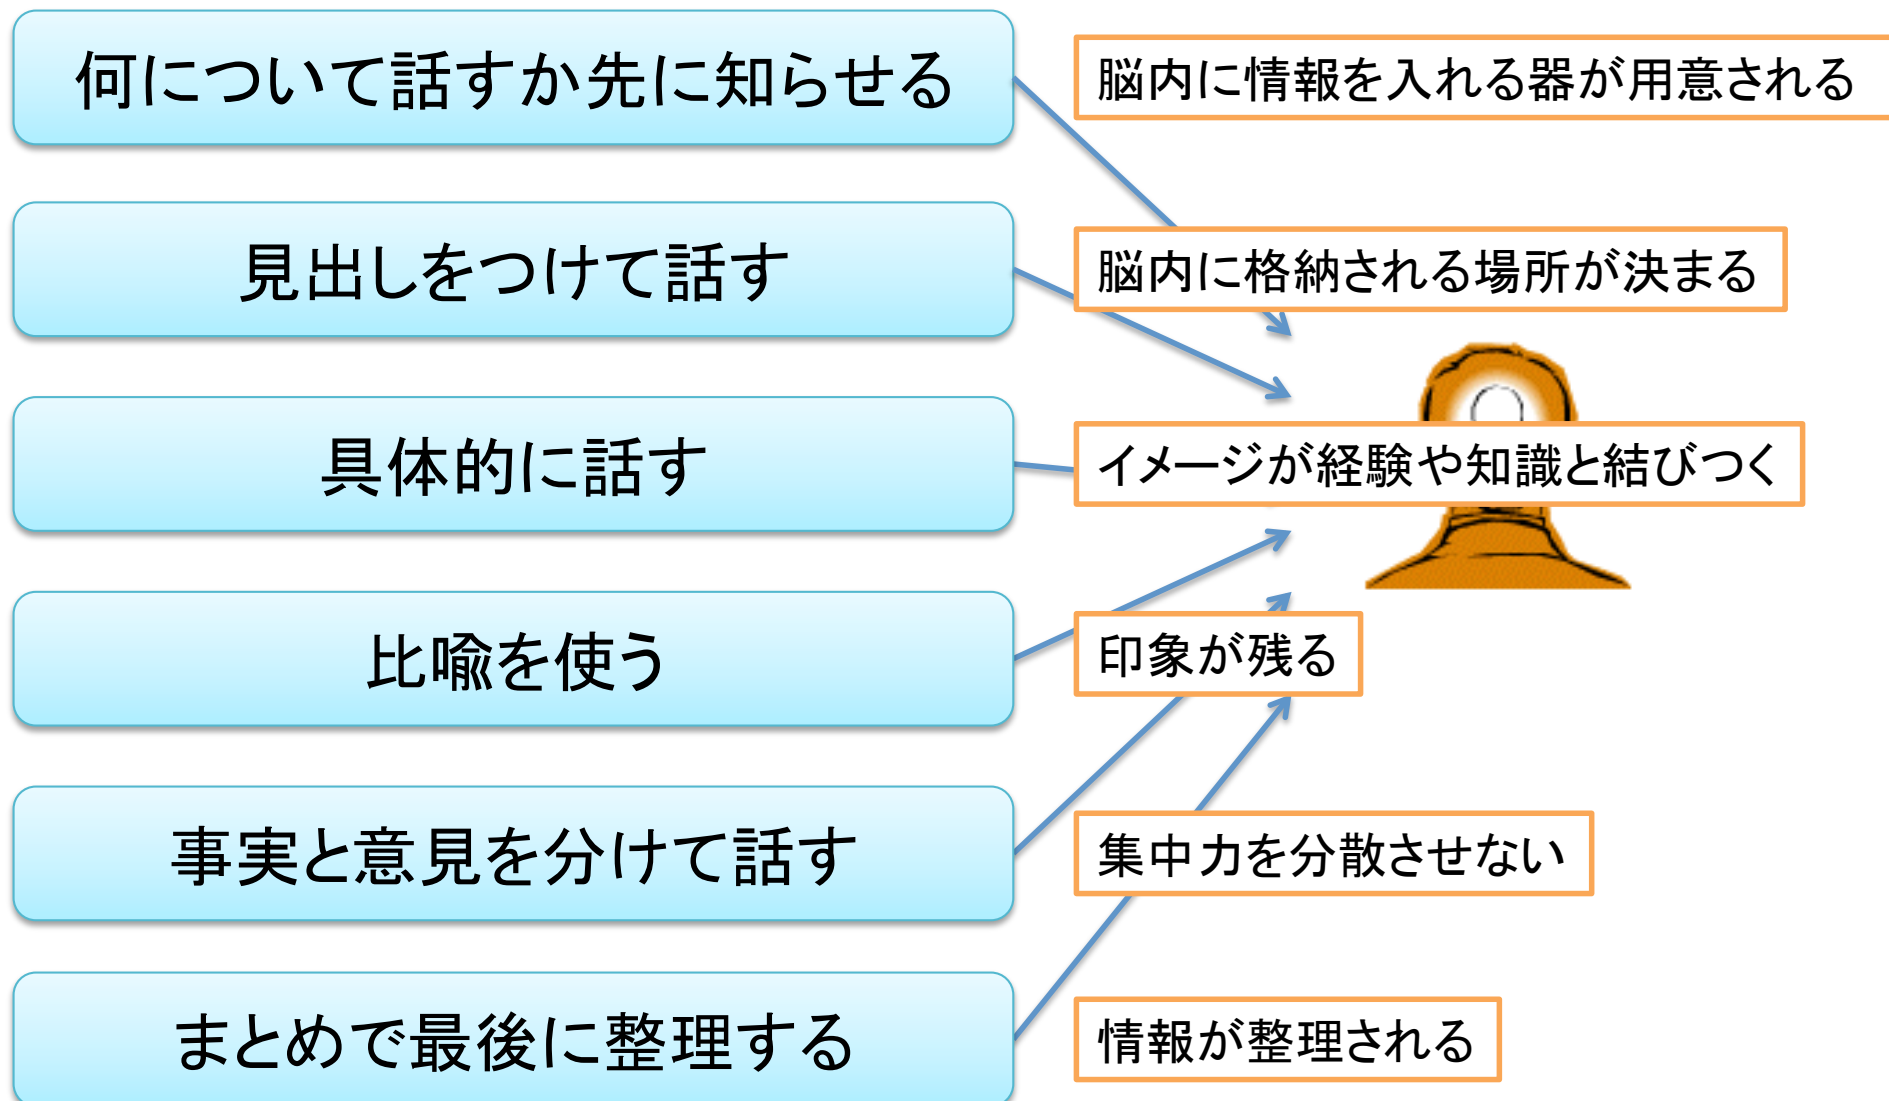 何について話すか先に知らせる
脳内に情報を入れる器が用意される
見出しをつけて話す
脳内に格納される場所が決まる
具体的に話す
イメージが経験や知識と結びつく
比喩を使う
印象が残る
事実と意見を分けて話す
集中力を分散させない
まとめで最後に整理する
情報が整理される